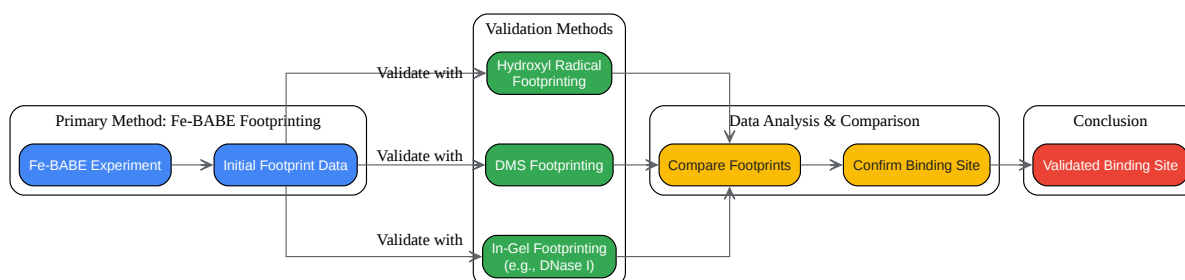 Validation Methods
Validate with
Hydroxyl Radical
Footprinting
Primary Method: Fe-BABE Footprinting
Data Analysis & Comparison
Conclusion
Fe-BABE Experiment
Initial Footprint Data
Validate with
DMS Footprinting
Compare Footprints
Confirm Binding Site
Validated Binding Site
Validate with
In-Gel Footprinting
(e.g., DNase I)